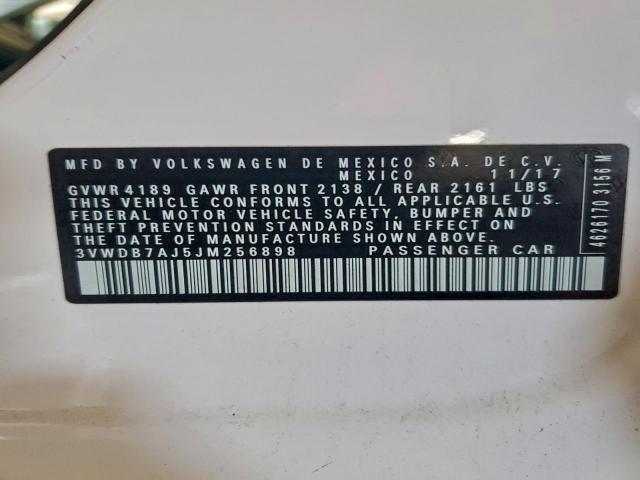 MFD BY VOLKSWAGEN DE MEXICO S.A. DE C.V.
MEXICO 11/17
GVWR 4189 GAWR FRONT 2138 / REAR 2161 LBS
THIS VEHICLE CONFORMS TO ALL APPLICABLE U.S.
FEDERAL MOTOR VEHICLE SAFETY, BUMPER AND
THEFT PREVENTION STANDARDS IN EFFECT ON
THE DATE OF MANUFACTURE SHOWN ABOVE.
3VWDB7AJ5JM256898 PASSENGER CAR
4626170 3156 M